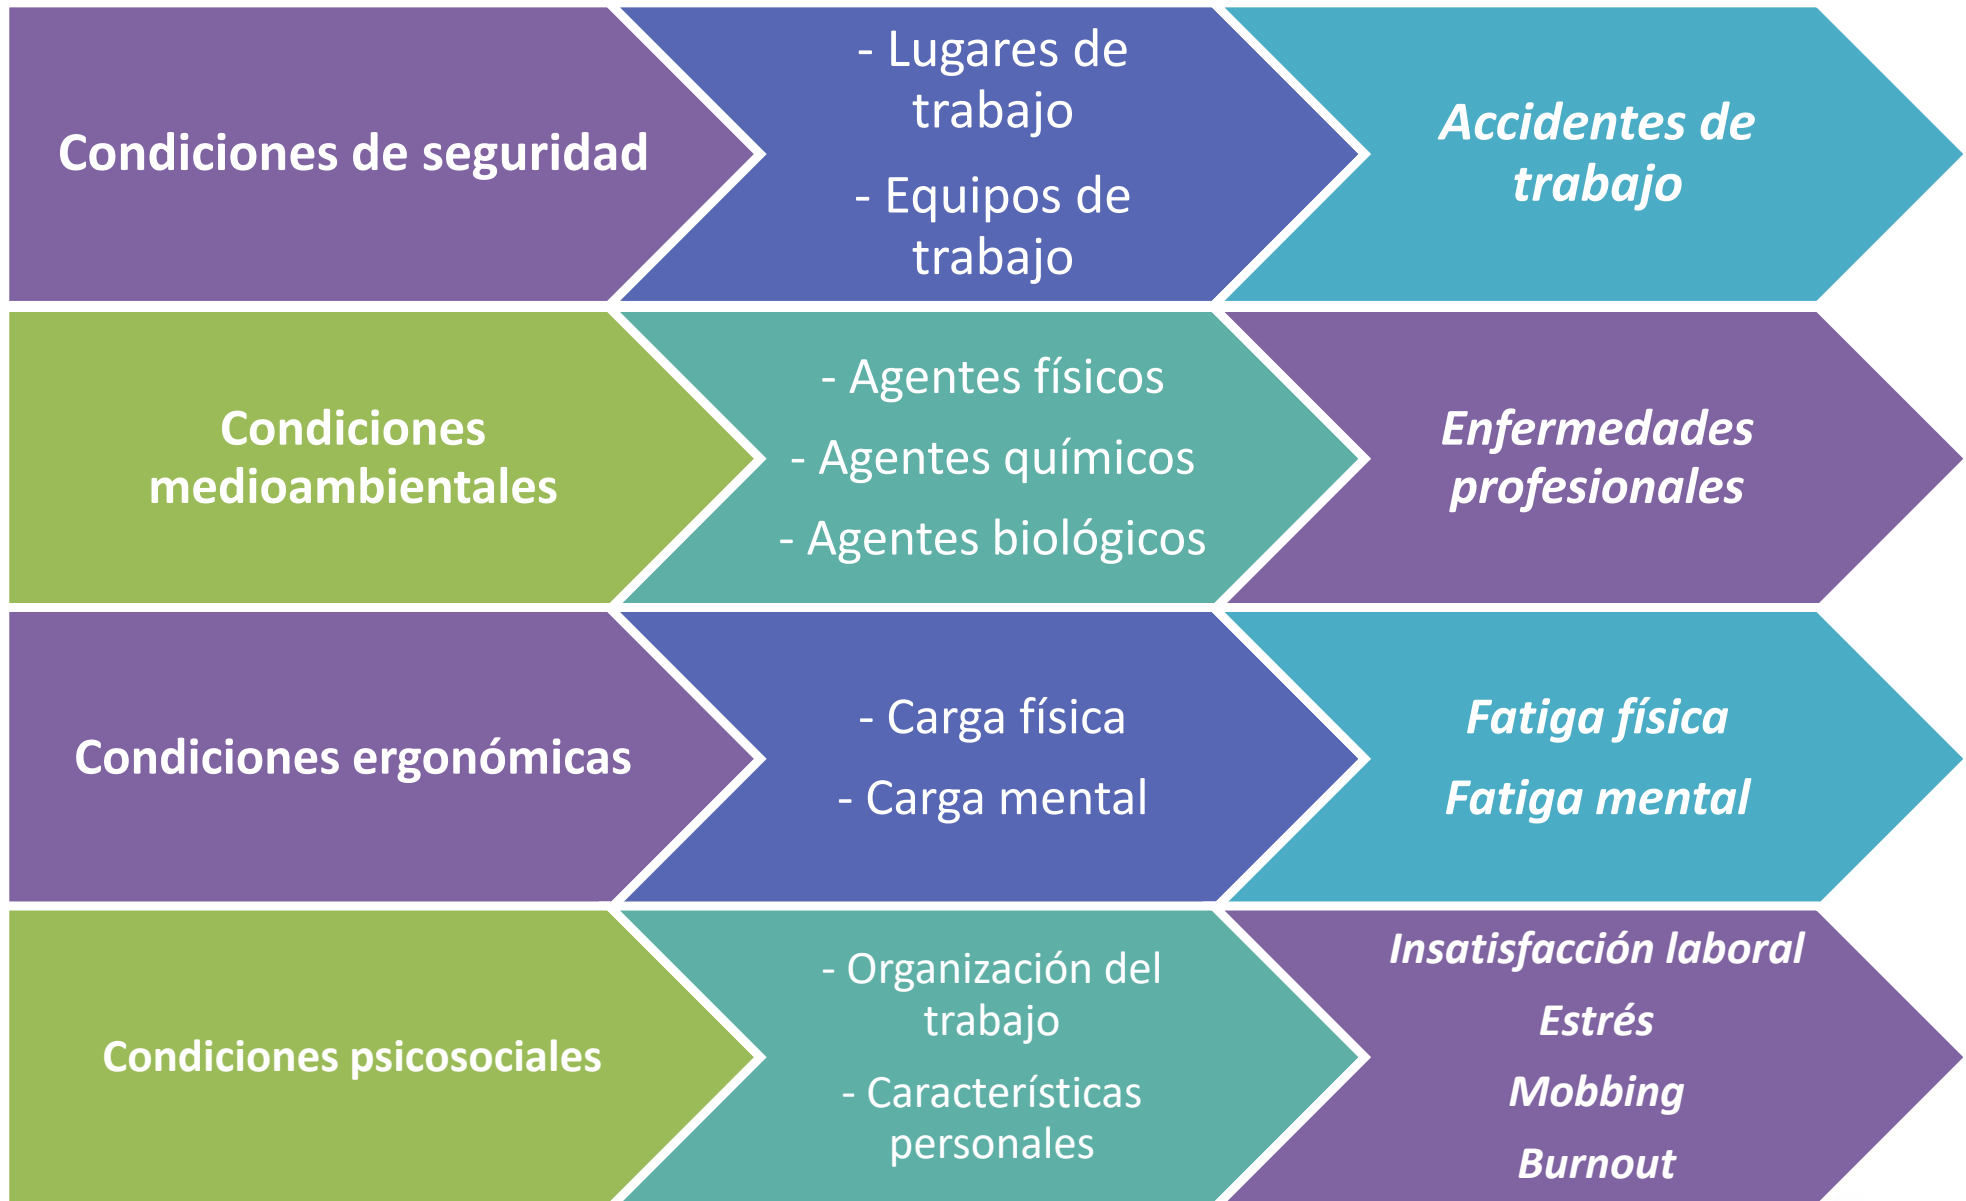 Condiciones de seguridad
- Lugares de
trabajo
- Equipos de
trabajo
Accidentes de
trabajo
Condiciones
medioambientales
- Agentes físicos
- Agentes químicos
- Agentes biológicos
Enfermedades
profesionales
Condiciones ergonómicas
- Carga física
- Carga mental
Fatiga física
Fatiga mental
Condiciones psicosociales
- Organización del
trabajo
- Características
personales
Insatisfacción laboral
Estrés
Mobbing
Burnout